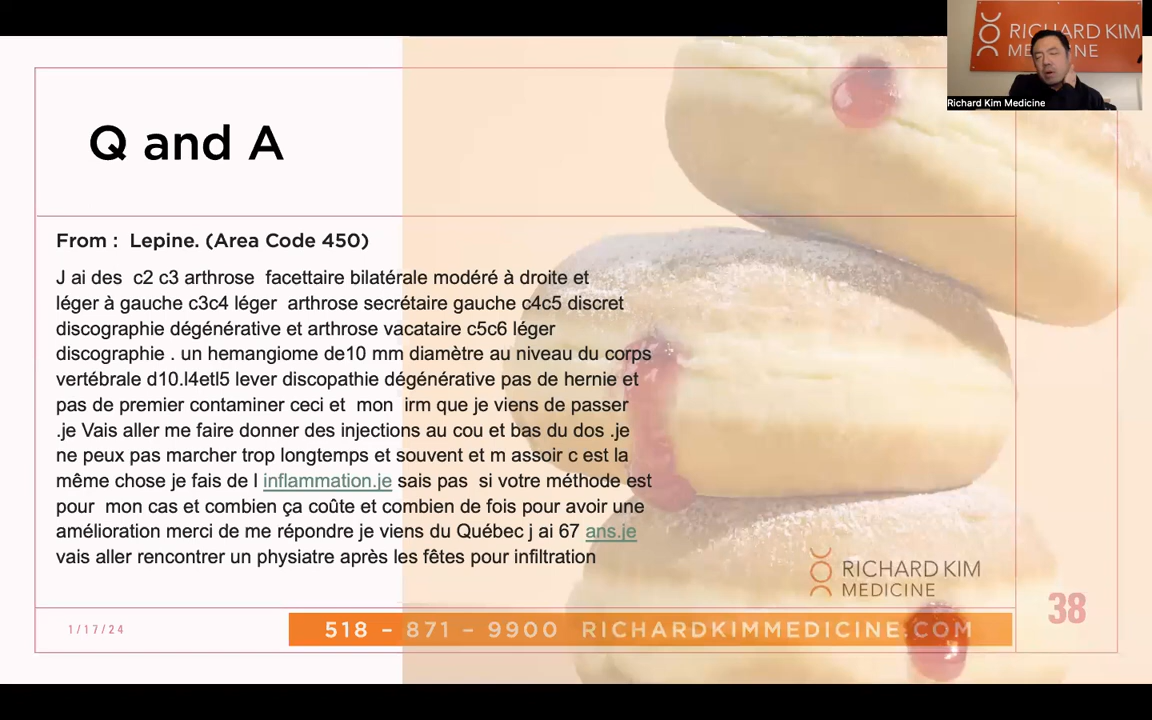 RICHARD KIM
MEDICINE
Richard Kim Medicine
Q and A
From : Lepine. (Area Code 450)
J ai des c2 c3 arthrose facettaire bilatérale modéré à droite et
léger à gauche c3c4 léger arthrose secrétaire gauche c4c5 discret
discographie dégénérative et arthrose vacataire c5c6 léger
discographie . un hemangiome de10 mm diamètre au niveau du corps
vertébrale d10.l4etl5 lever discopathie dégénérative pas de hernie et
pas de premier contaminer ceci et mon irm que je viens de passer
.je Vais aller me faire donner des injections au cou et bas du dos .je
ne peux pas marcher trop longtemps et souvent et m assoir c est la
même chose je fais de l inflammation.je sais pas si votre méthode est
pour mon cas et combien ça coûte et combien de fois pour avoir une
amélioration merci de me répondre je viens du Québec j ai 67 ans.je
vais aller rencontrer un physiatre après les fêtes pour infiltration
RICHARD KIM
MEDICINE
38
1/17/24
518 - 871 - 9900 RICHARDKIMMEDICINE.COM